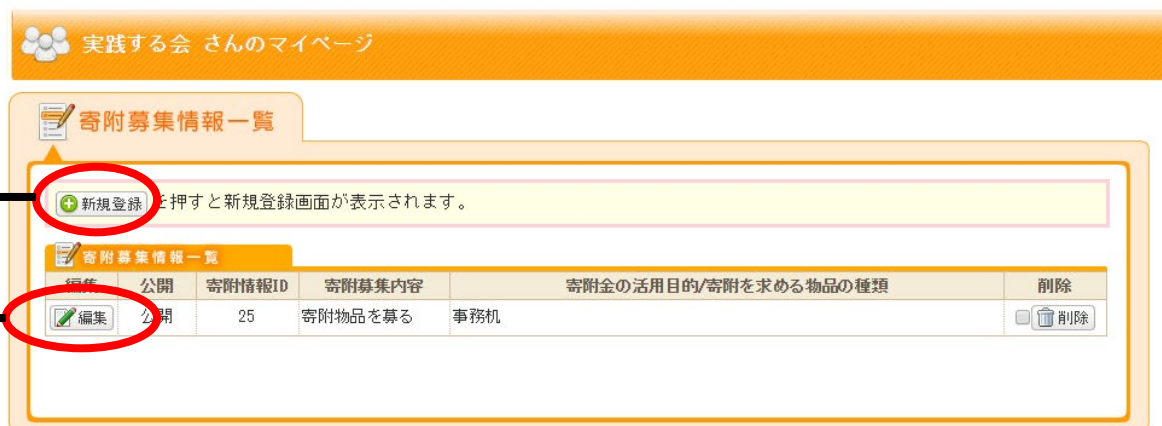 実践する会 さんのマイページ
寄附募集情報一覧
新規登録 を押すと新規登録画面が表示されます。
寄附募集情報一覧
編集 公開 寄附情報ID 寄附募集内容 寄附金の活用目的/寄附を求める物品の種類 削除
編集 公開 25 寄附物品を募る 事務机 削除